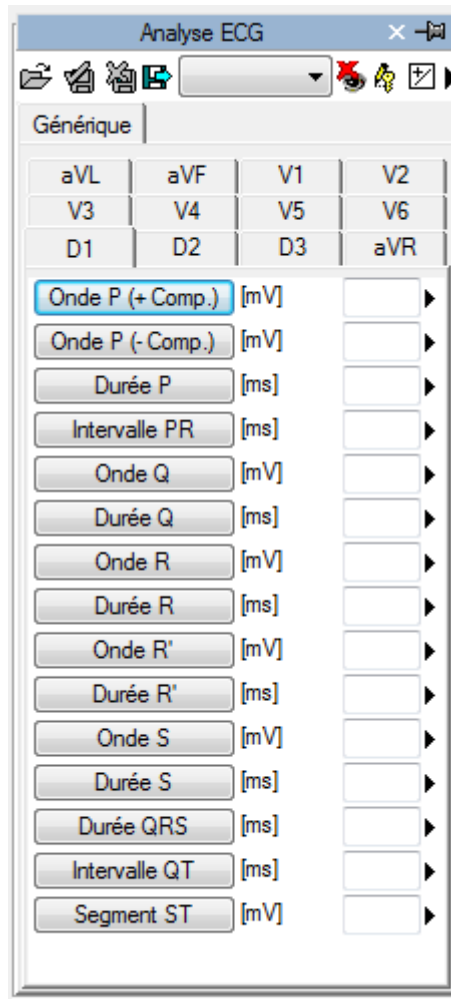 Analyse ECG
Générique
aVL aVF V1 V2
V3 V4 V5 V6
D1 D2 D3 aVR
Onde P (+ Comp.) [mV]
Onde P (- Comp.) [mV]
Durée P [ms]
Intervalle PR [ms]
Onde Q [mV]
Durée Q [ms]
Onde R [mV]
Durée R [ms]
Onde R' [mV]
Durée R' [ms]
Onde S [mV]
Durée S [ms]
Durée QRS [ms]
Intervalle QT [ms]
Segment ST [mV]